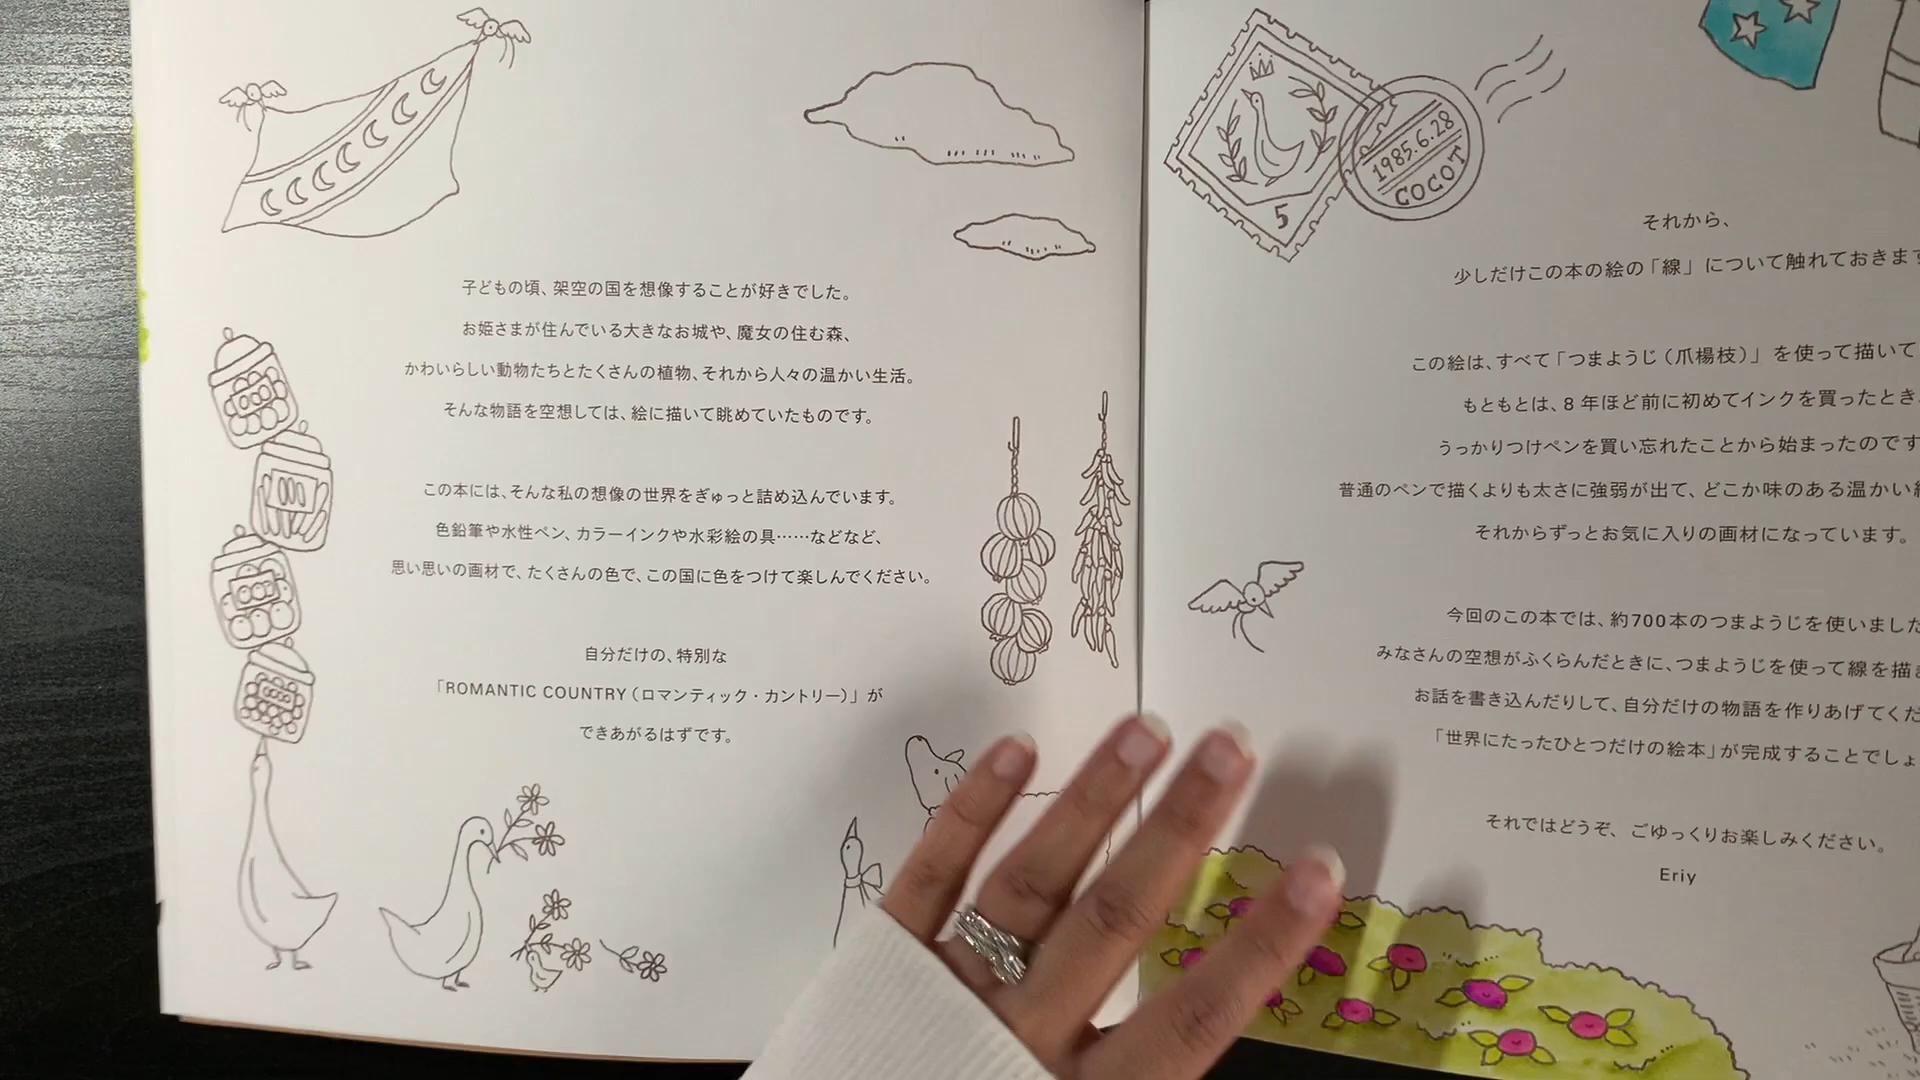 子どもの頃、架空の国を想像することが好きでした。
お姫さまが住んでいる大きなお城や、魔女の住む森、
かわいらしい動物たちとたくさんの植物、それから人々の温かい生活。
そんな物語を空想しては、絵に描いて眺めていたものです。
この本には、そんな私の想像の世界をぎゅっと詰め込んでいます。
色鉛筆や水性ペン、カラーインクや水彩絵の具……などなど、
思い思いの画材で、たくさんの色で、この国に色をつけて楽しんでください。
自分だけの、特別な
「ROMANTIC COUNTRY(ロマンティック・カントリー)」が
できあがるはずです。
5
1985.6.28
COCOT
それから、
少しだけこの本の絵の「線」について触れておきます
この絵は、すべて「つまようじ(爪楊枝)」を使って描いて
もともとは、8年ほど前に初めてインクを買ったとき
うっかりつけペンを買い忘れたことから始まったのです
普通のペンで描くよりも太さに強弱が出て、どこか味のある温かい
それからずっとお気に入りの画材になっています。
今回のこの本では、約700本のつまようじを使いました
みなさんの空想がふくらんだときに、つまようじを使って線を描き
お話を書き込んだりして、自分だけの物語を作りあげてくだ
「世界にたったひとつだけの絵本」が完成することでしょ
それではどうぞ、ごゆっくりお楽しみください。
Eriy